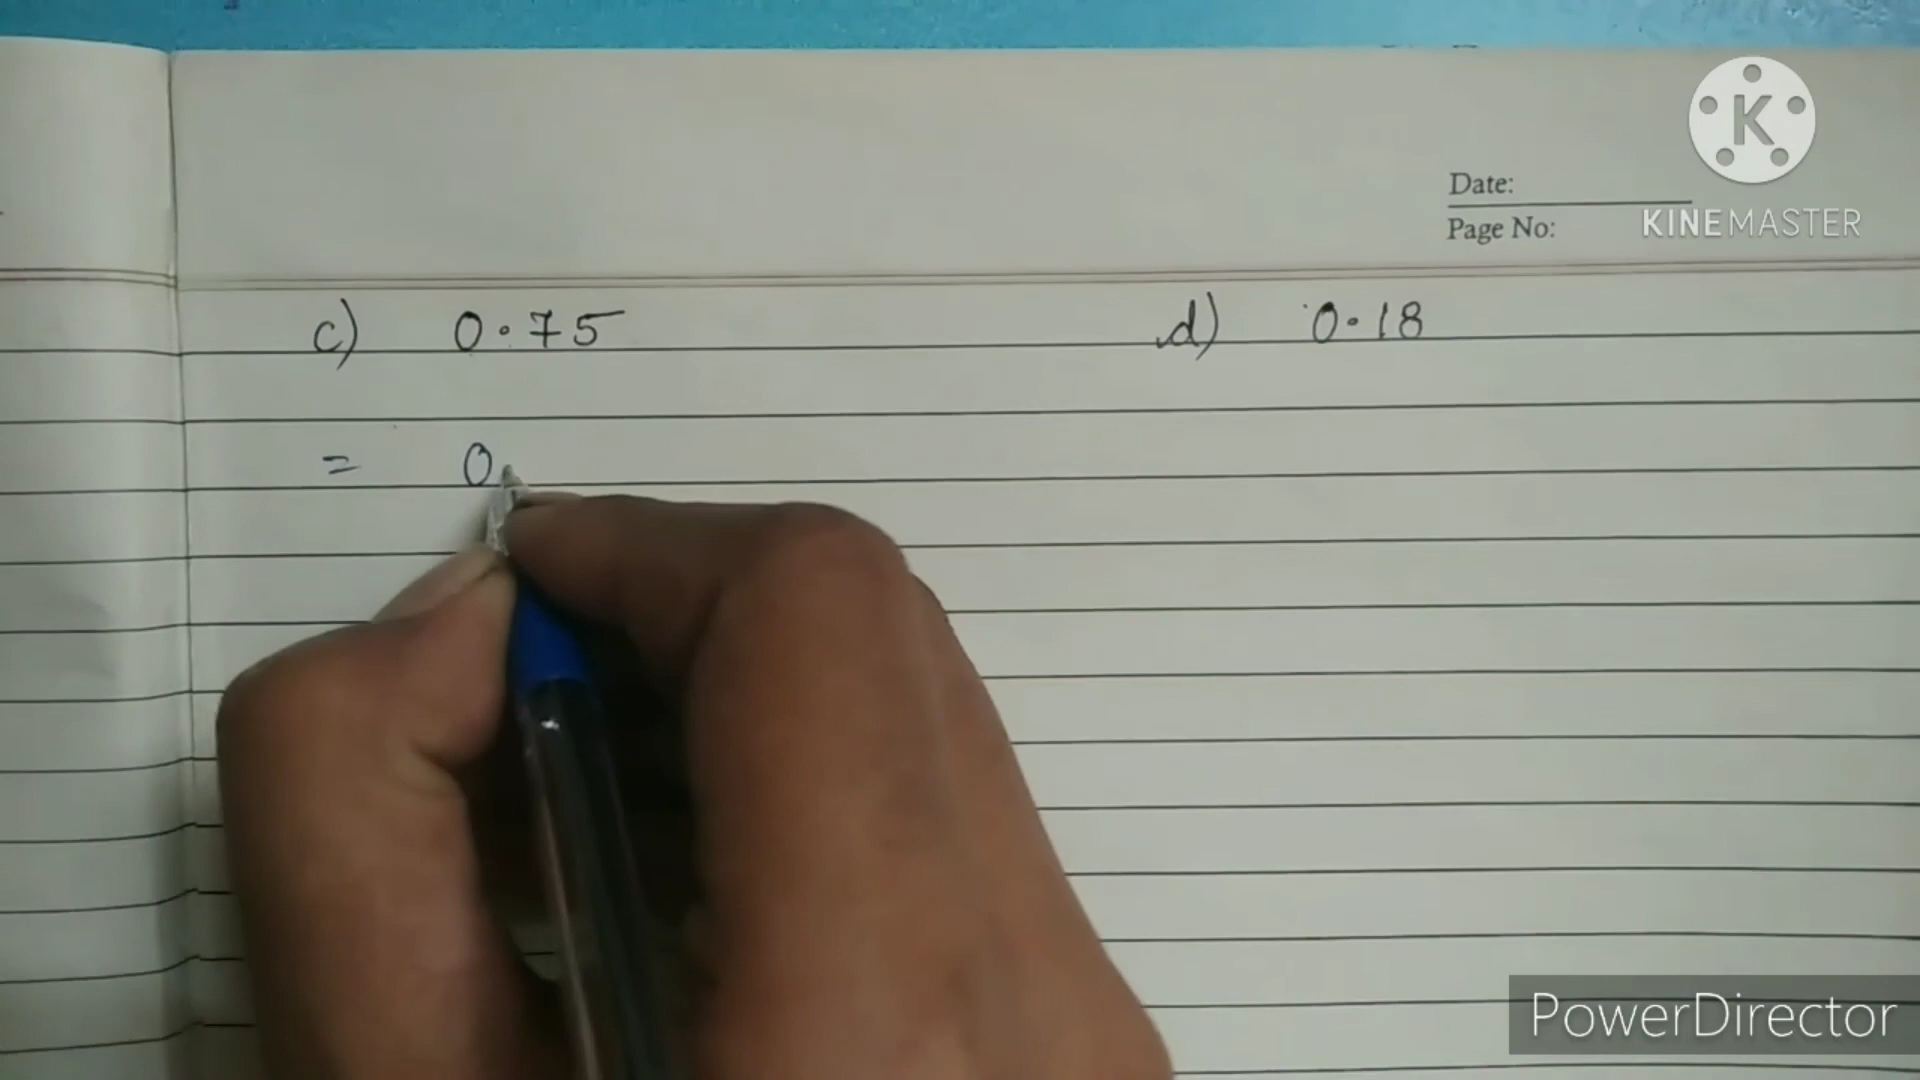 Date:
Page No:
K
KINEMASTER
c) 0.75 d) 0.18
= 0.
PowerDirector